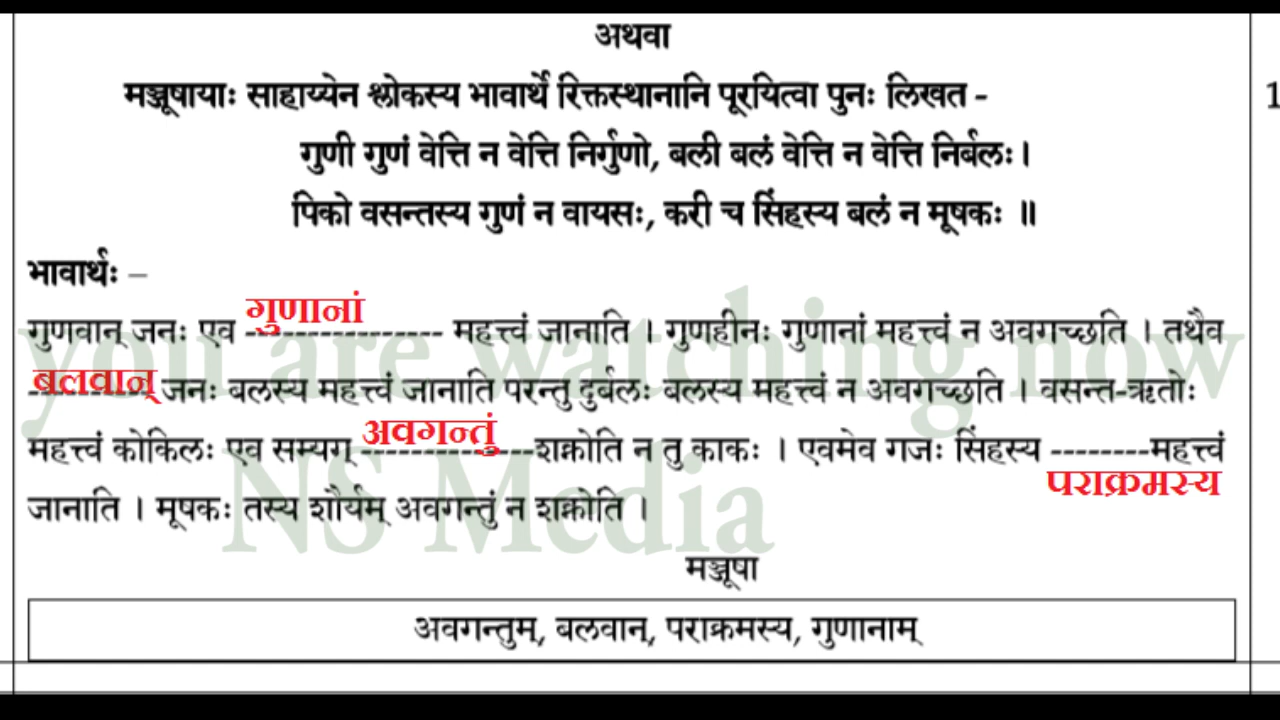 अथवा
मञ्जूषायाः साहाय्येन श्लोकस्य भावार्थे रिक्तस्थानानि पूरयित्वा पुनः लिखत - 1
गुणी गुणं वेत्ति न वेत्ति निर्गुणो, बली बलं वेत्ति न वेत्ति निर्बलः।
पिको वसन्तस्य गुणं न वायसः, करी च सिंहस्य बलं न मूषकः ॥
भावार्थः –
गुणवान् जनः एव गुणानां ---------------- महत्त्वं जानाति । गुणहीनः गुणानां महत्त्वं न अवगच्छति । तथैव
बलवान् ---------- जनः बलस्य महत्त्वं जानाति परन्तु दुर्बलः बलस्य महत्त्वं न अवगच्छति । वसन्त-ऋतोः
महत्त्वं कोकिलः एव सम्यग् अवगन्तुं --------------शक्नोति न तु काकः । एवमेव गजः सिंहस्य --------महत्त्वं
पराक्रमस्य
जानाति । मूषकः तस्य शौर्यम् अवगन्तुं न शक्नोति ।
you are watching now
NS Media
मञ्जूषा
अवगन्तुम्, बलवान्, पराक्रमस्य, गुणानाम्